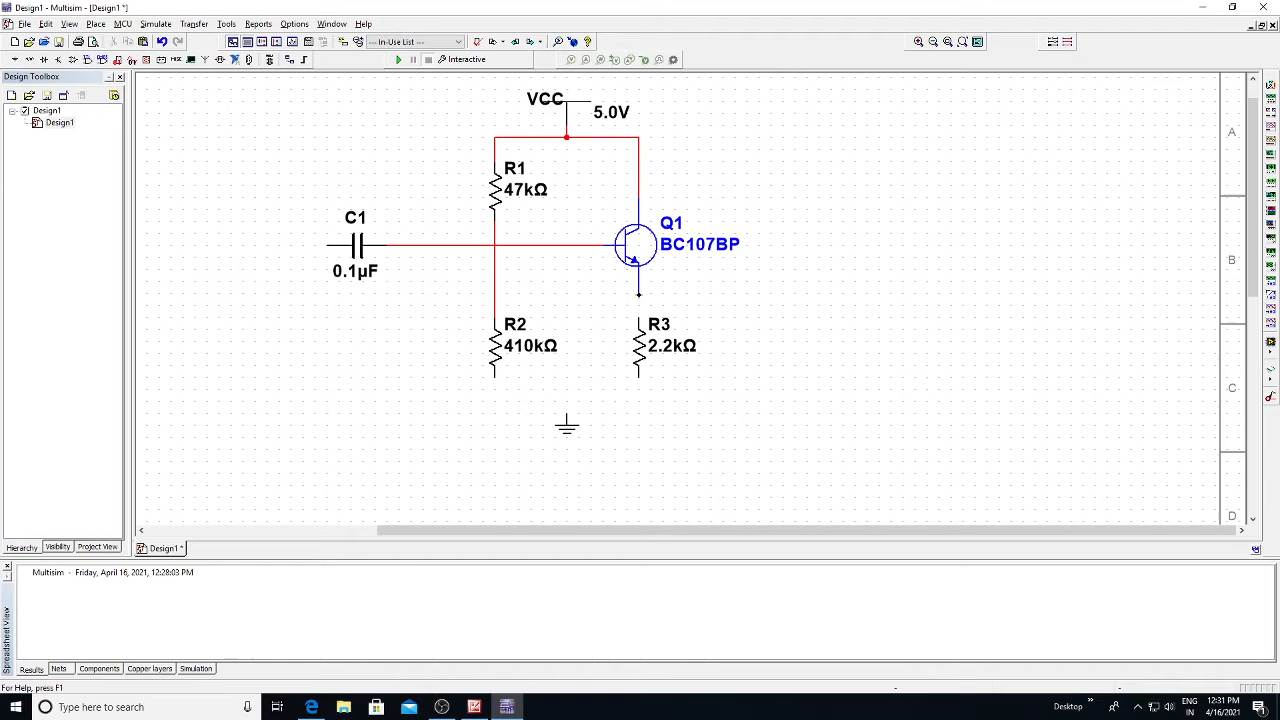 Design1 - Multisim - [Design1 *]
File Edit View Place MCU Simulate Transfer Tools Reports Options Window Help
--- In-Use List ---
Interactive
Design Toolbox
Design1
Design1
VCC
5.0V
R1
47kΩ
C1
0.1µF
Q1
BC107BP
R2
410kΩ
R3
2.2kΩ
A
B
C
D
Hierarchy Visibility Project View
Design1 *
Spreadsheet View
Multisim - Friday, April 16, 2021, 12:28:03 PM
Results Nets Components Copper layers Simulation
For Help, press F1
Type here to search
Desktop
ENG
IN
12:31 PM
4/16/2021